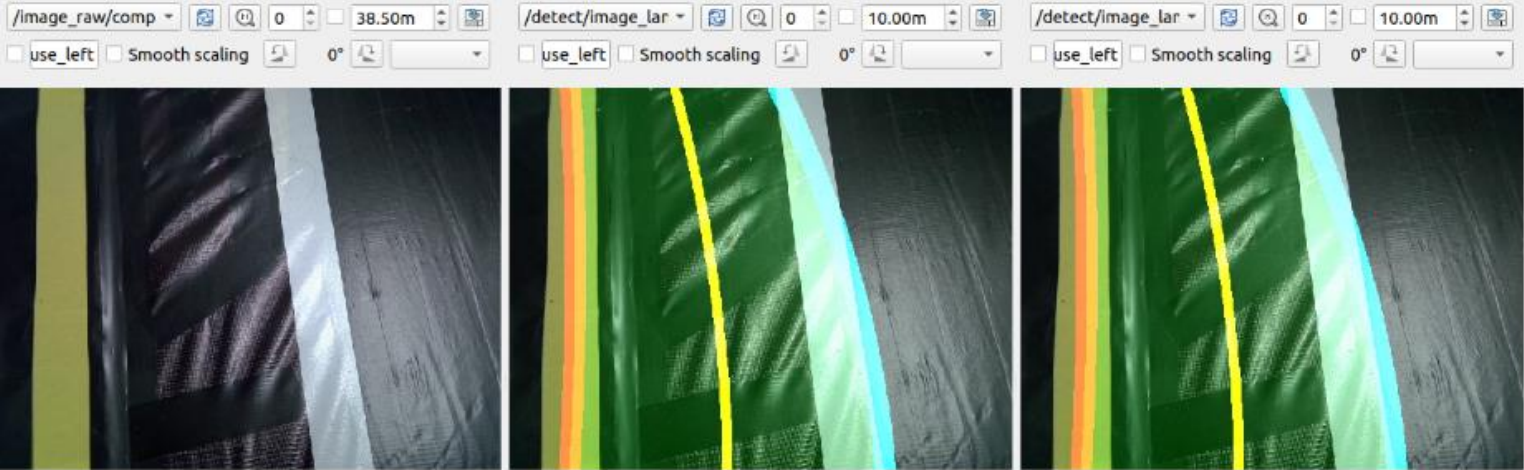 /image_raw/comp 0 38.50m
use_left Smooth scaling 0°
/detect/image_lar 0 10.00m
use_left Smooth scaling 0°
/detect/image_lar 0 10.00m
use_left Smooth scaling 0°